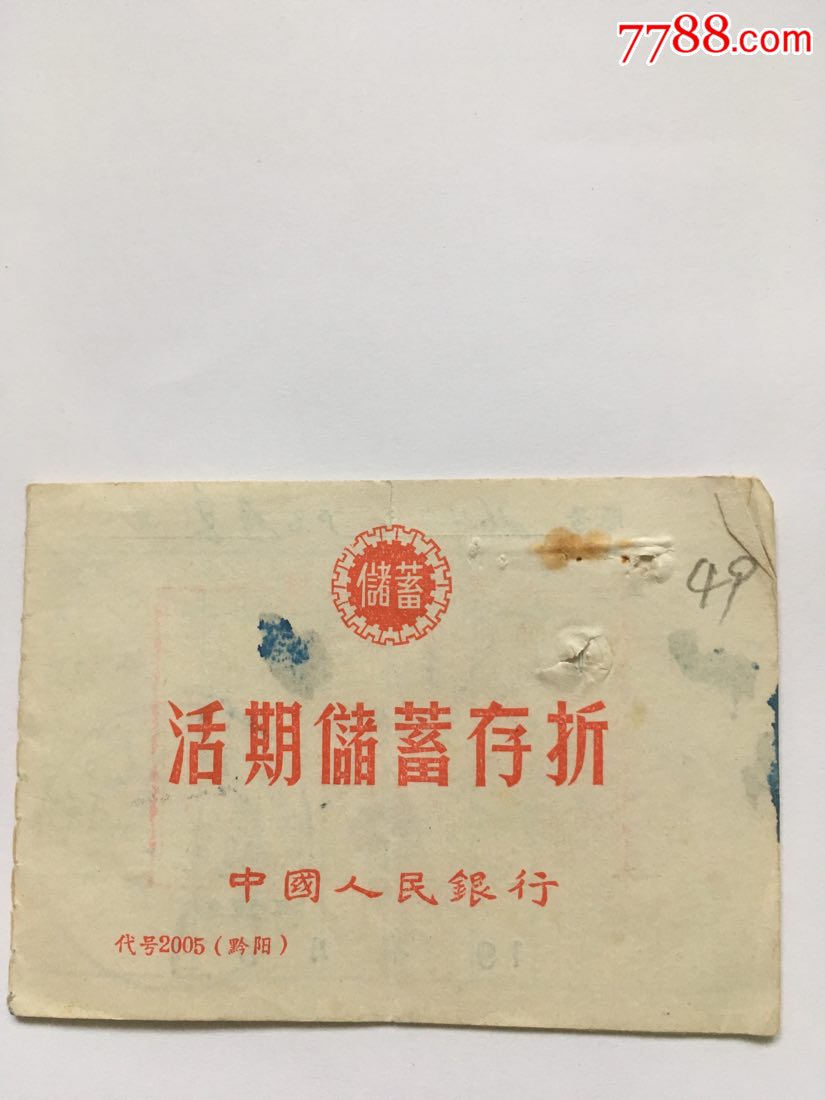 7788.com
儲蓄
49
活期儲蓄存折
中國人民銀行
代号2005（黔阳）